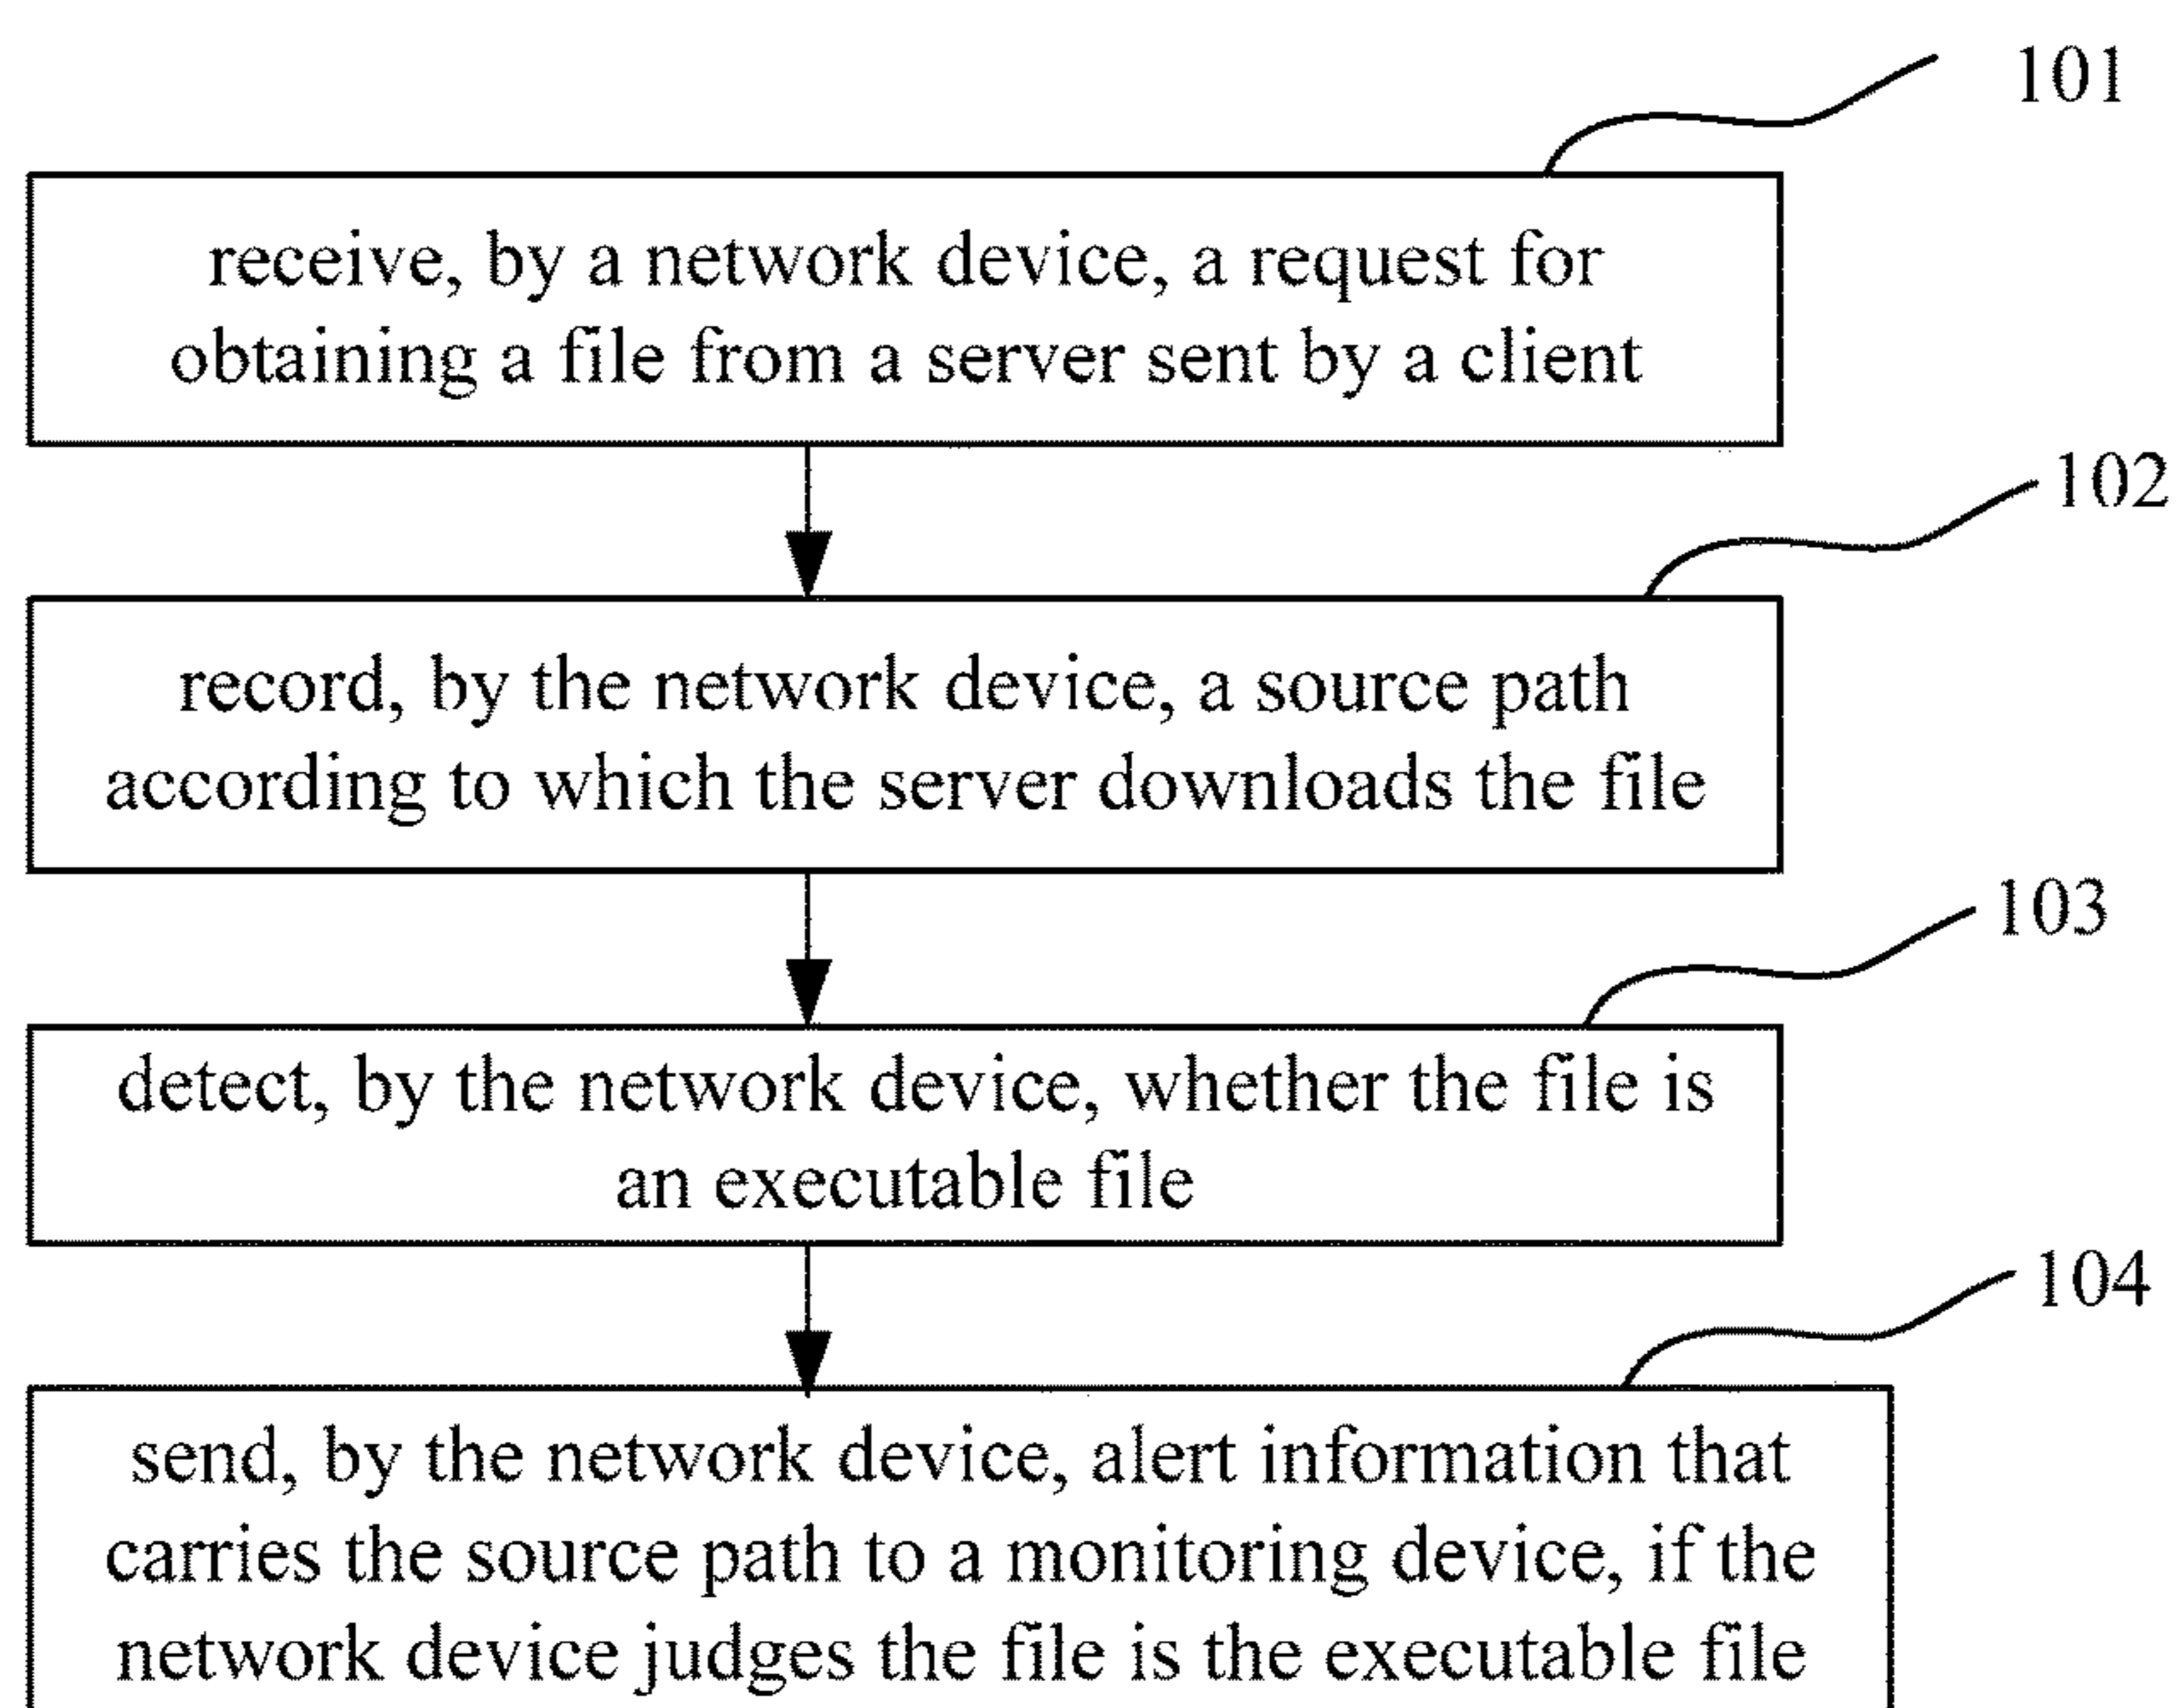 101
receive, by a network device, a request for
obtaining a file from a server sent by a client
102
record, by the network device, a source path
according to which the server downloads the file
103
detect, by the network device, whether the file is
an executable file
104
send, by the network device, alert information that
carries the source path to a monitoring device, if the
network device judges the file is the executable file